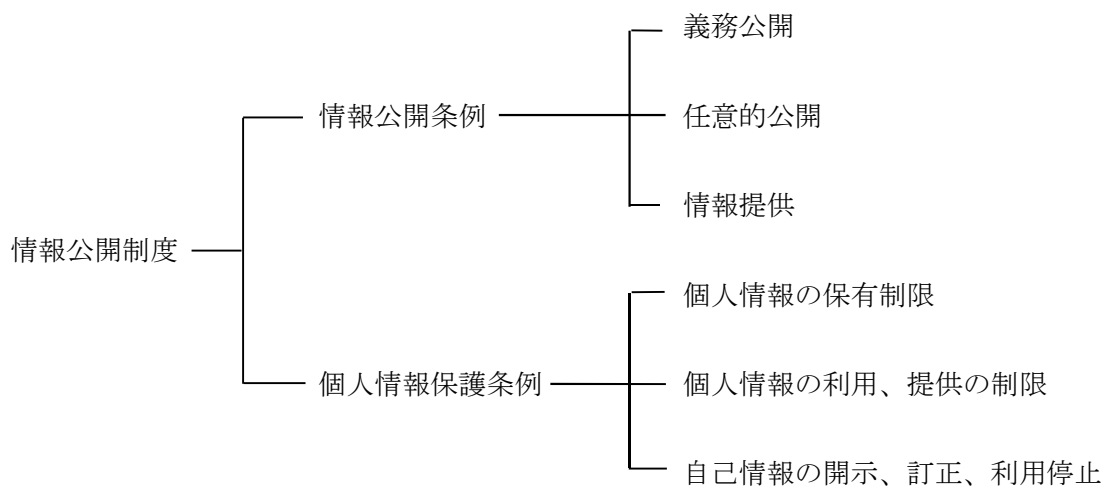 義務公開
情報公開条例
任意的公開
情報提供
情報公開制度
個人情報の保有制限
個人情報保護条例
個人情報の利用、提供の制限
自己情報の開示、訂正、利用停止